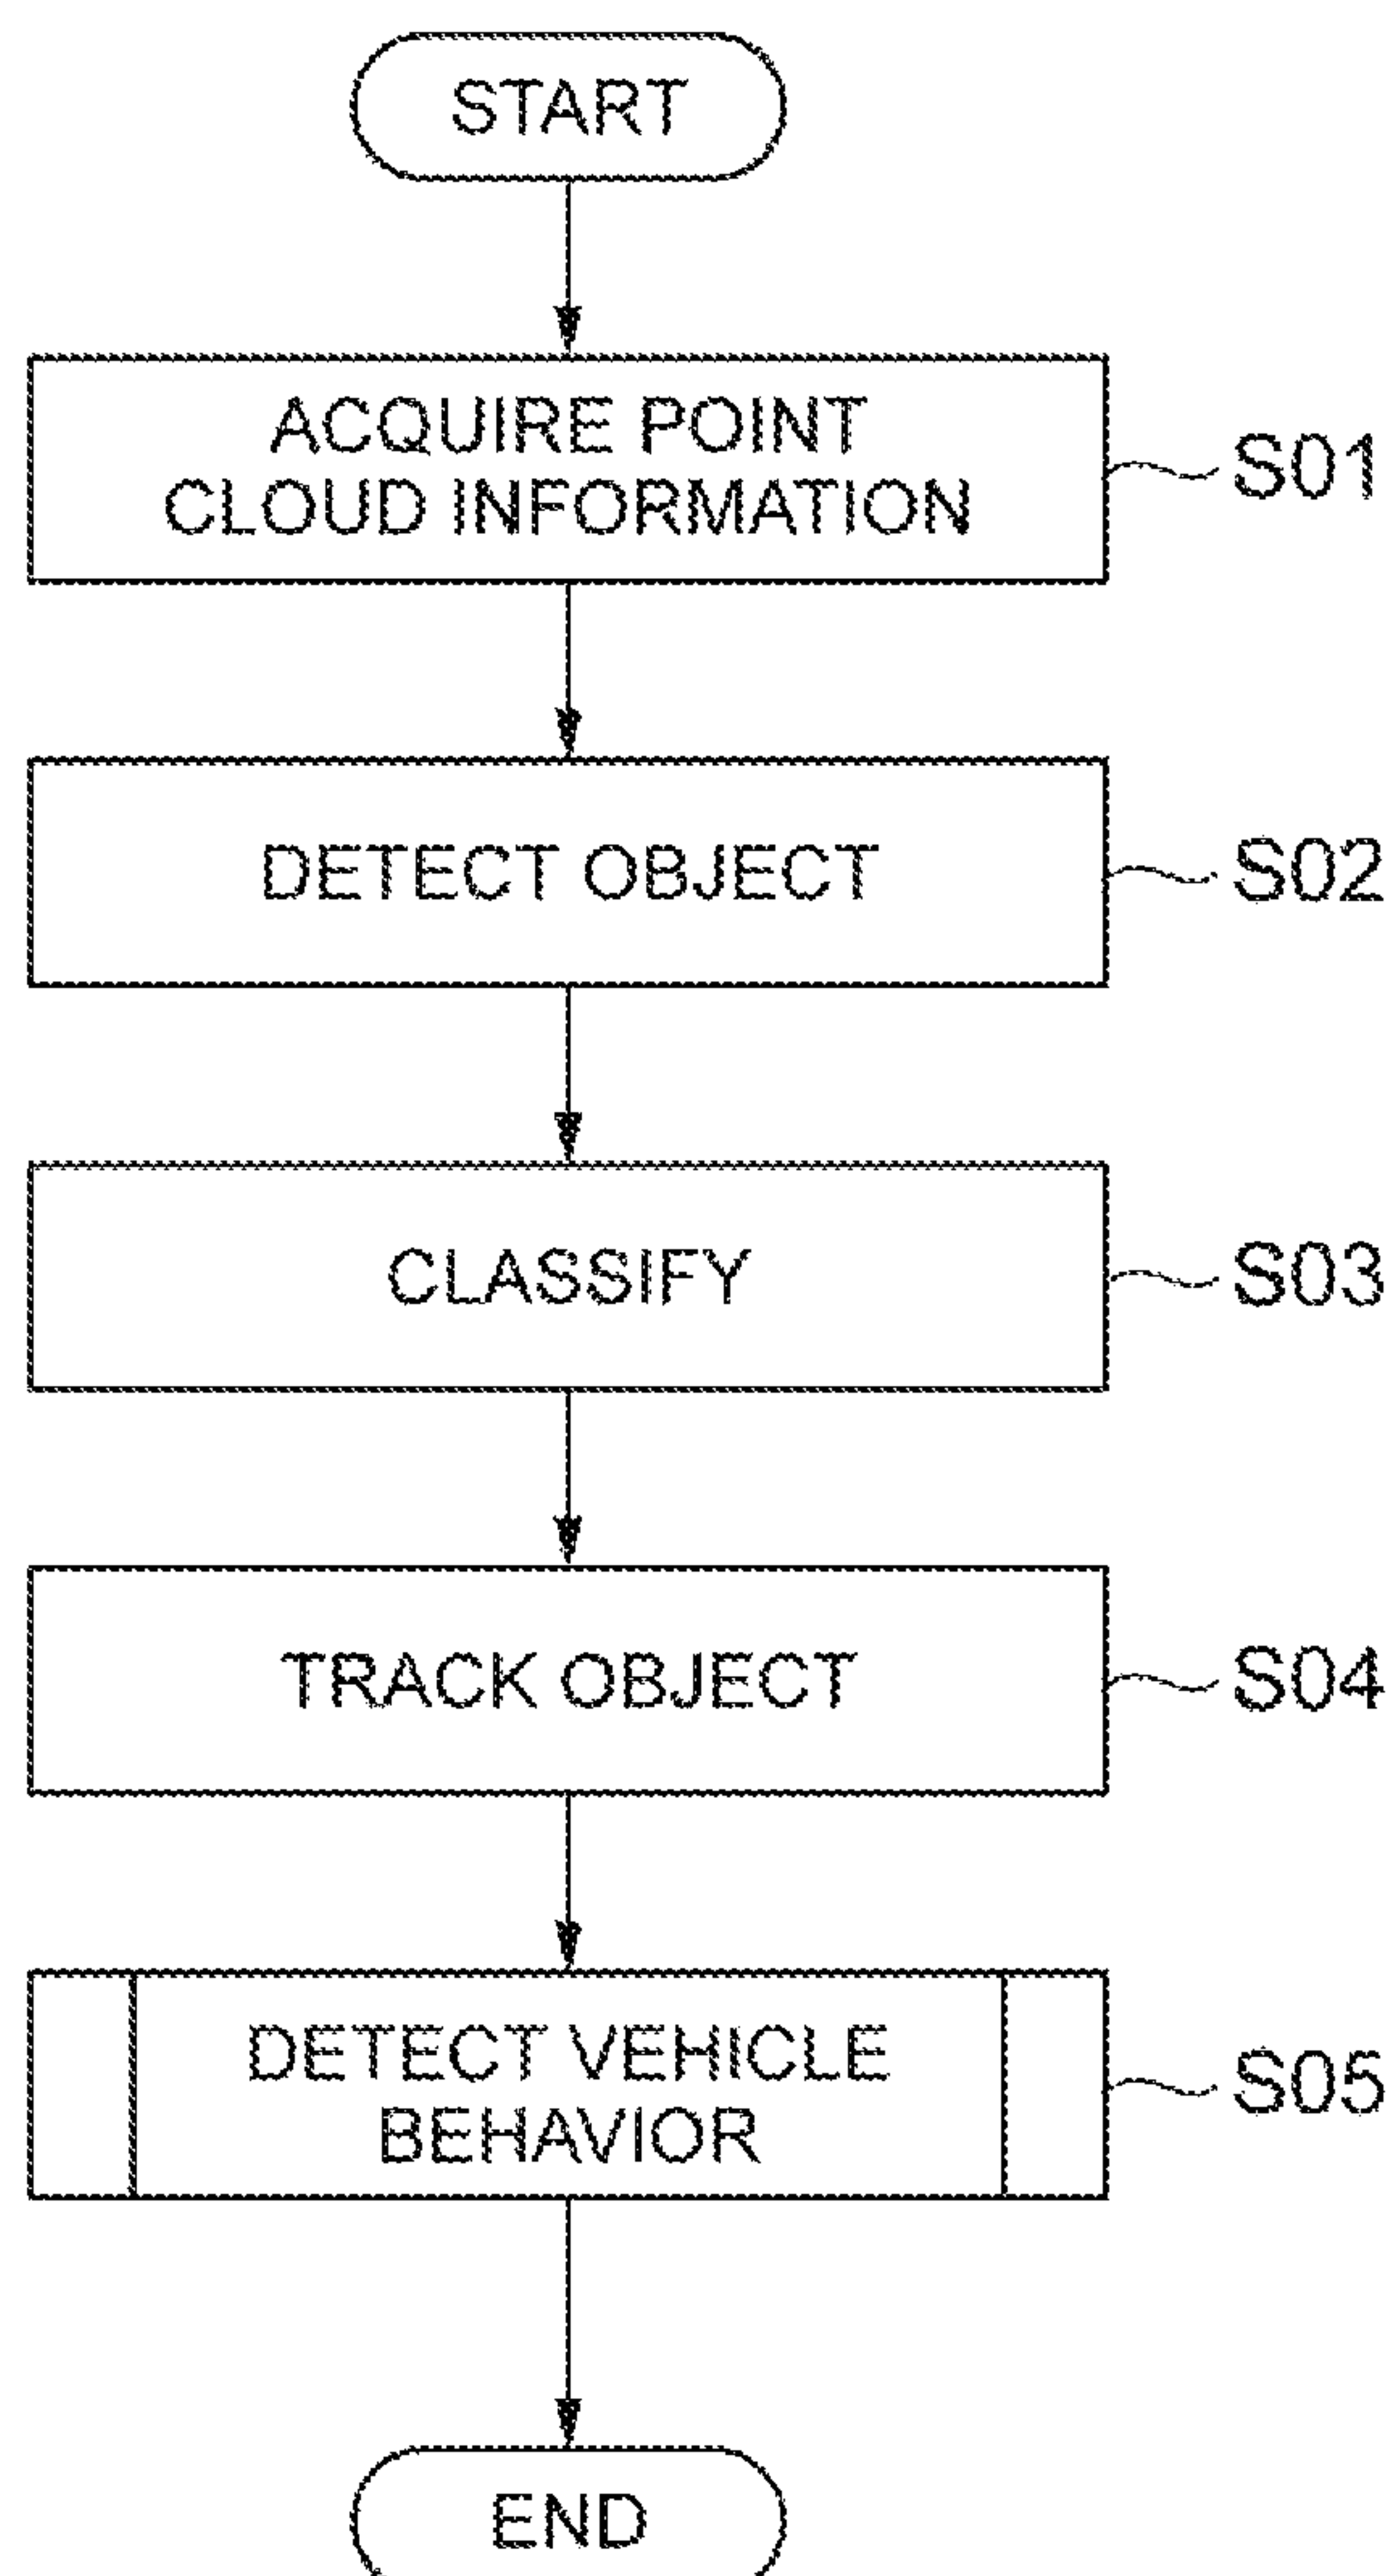 START
ACQUIRE POINT
CLOUD INFORMATION
S01
DETECT OBJECT
S02
CLASSIFY
S03
TRACK OBJECT
S04
DETECT VEHICLE
BEHAVIOR
S05
END